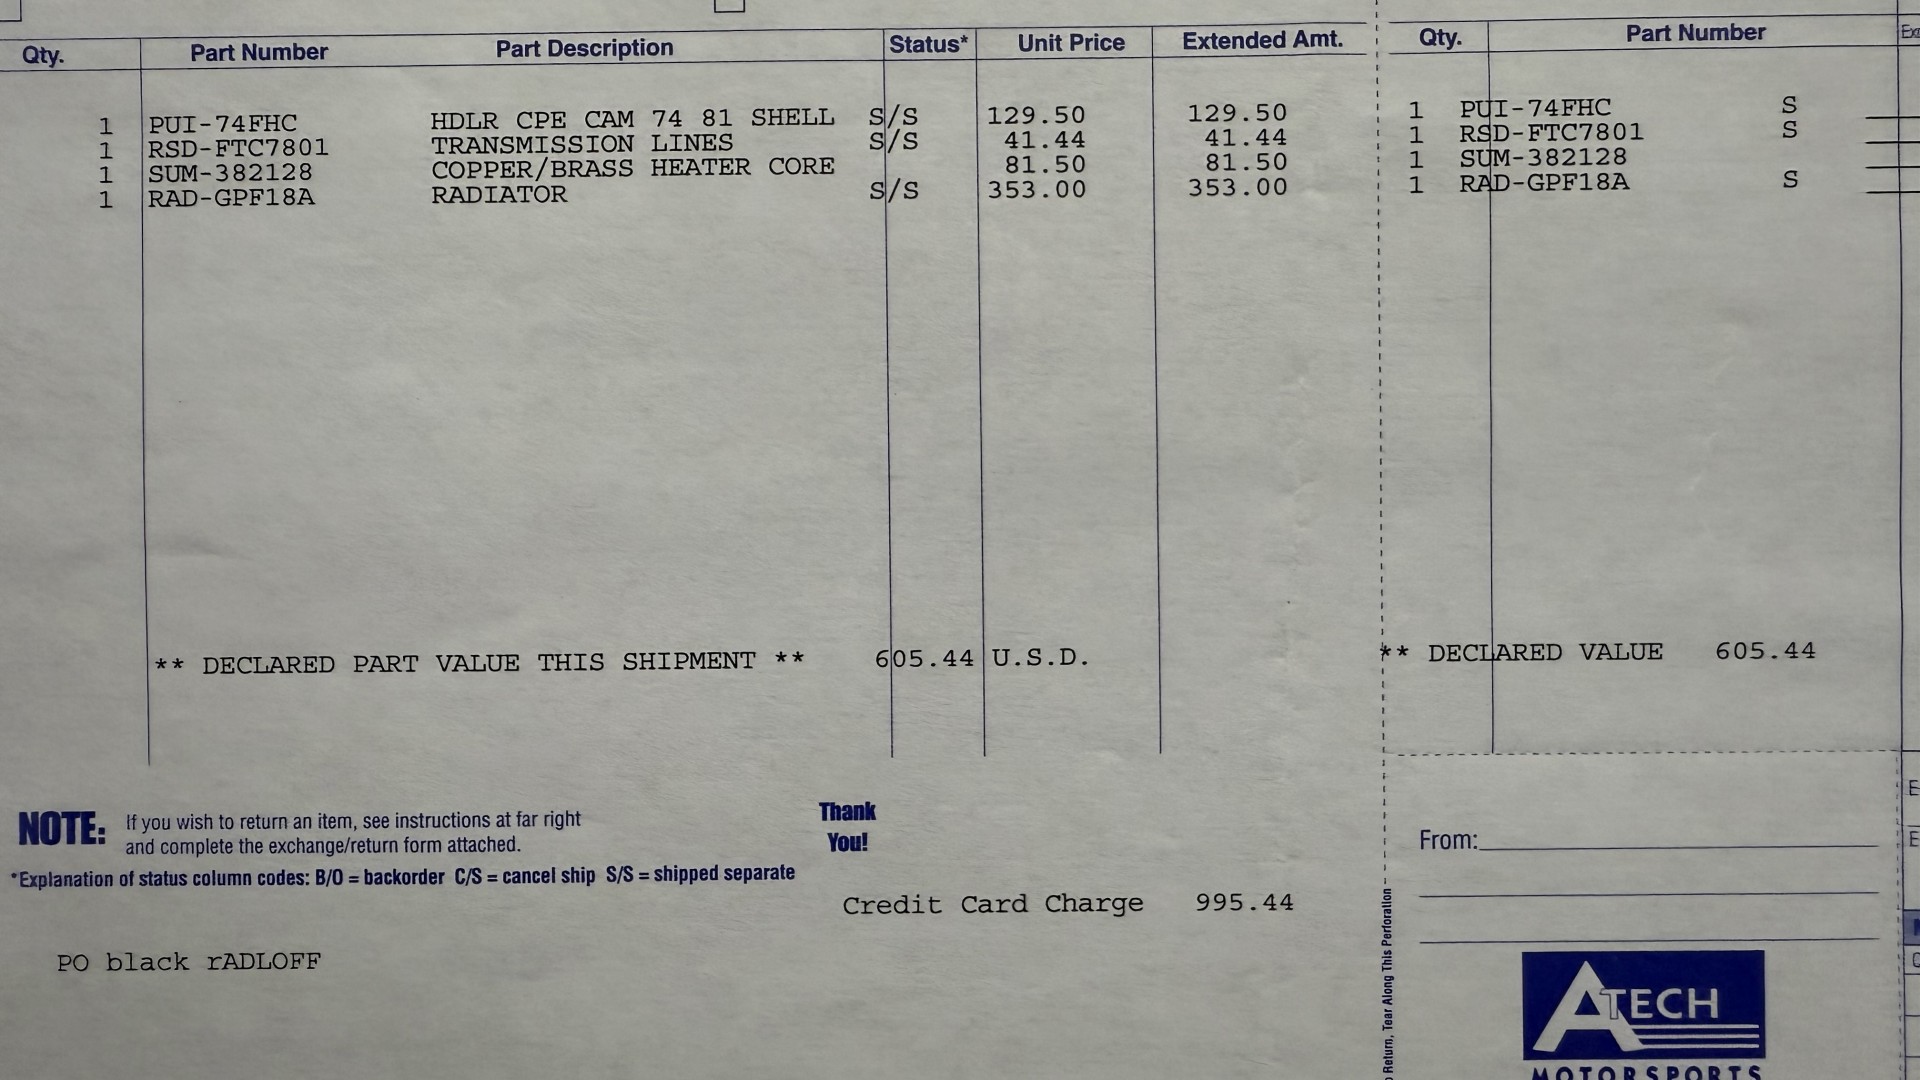 Qty. Part Number Part Description Status* Unit Price Extended Amt.
1 PUI-74FHC HDLR CPE CAM 74 81 SHELL S/S 129.50 129.50
1 RSD-FTC7801 TRANSMISSION LINES S/S 41.44 41.44
1 SUM-382128 COPPER/BRASS HEATER CORE 81.50 81.50
1 RAD-GPF18A RADIATOR S/S 353.00 353.00
** DECLARED PART VALUE THIS SHIPMENT ** 605.44 U.S.D.
NOTE: If you wish to return an item, see instructions at far right
and complete the exchange/return form attached.
*Explanation of status column codes: B/O = backorder C/S = cancel ship S/S = shipped separate
Thank
You!
Credit Card Charge 995.44
PO black rADLOFF
Qty. Part Number
1 PUI-74FHC S
1 RSD-FTC7801 S
1 SUM-382128
1 RAD-GPF18A S
** DECLARED VALUE 605.44
Return, Tear Along This Perforation
From:
ATECH
MOTORSPORTS